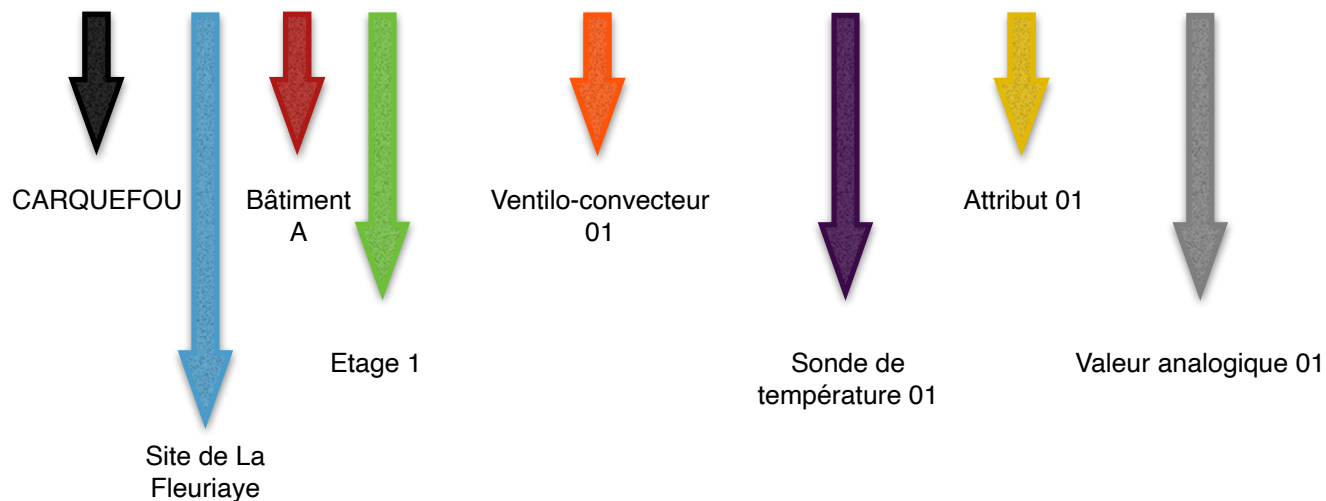 CARQUEFOU
Bâtiment
A
Ventilo-convecteur
01
Attribut 01
Etage 1
Sonde de
température 01
Valeur analogique 01
Site de La
Fleuriaye